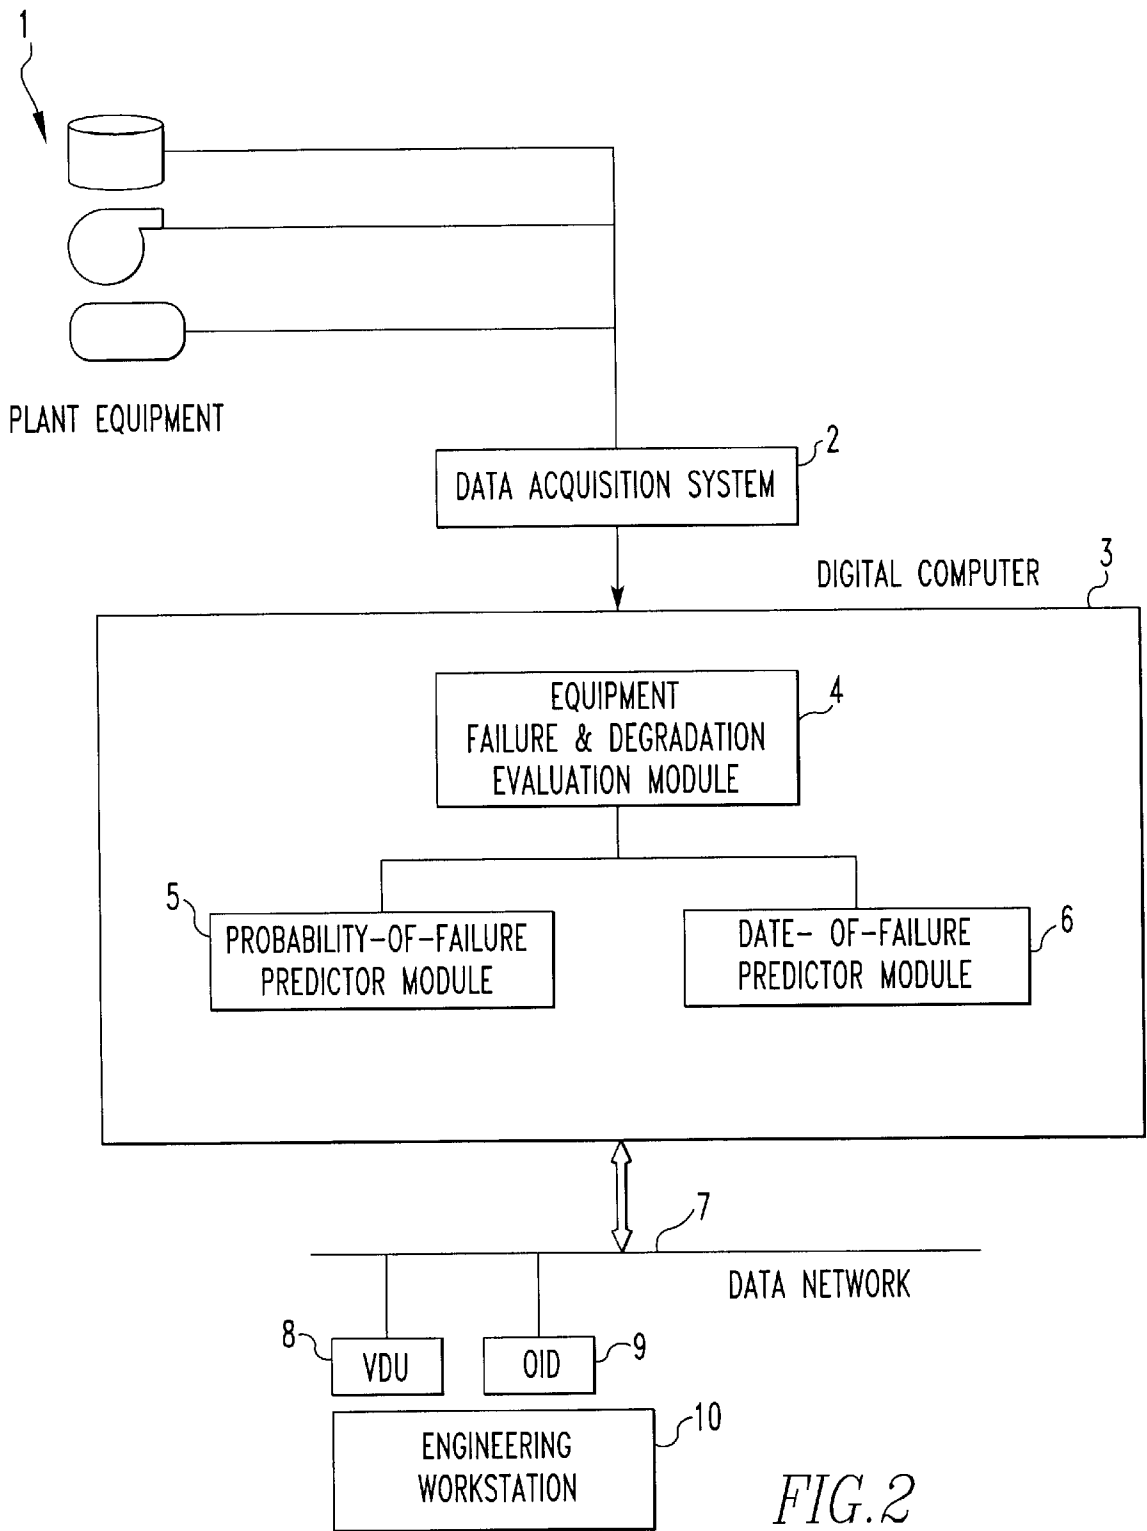 1
PLANT EQUIPMENT
2
DATA ACQUISITION SYSTEM
DIGITAL COMPUTER
3
EQUIPMENT
FAILURE & DEGRADATION
EVALUATION MODULE
4
5
PROBABILITY-OF-FAILURE
PREDICTOR MODULE
DATE- OF-FAILURE
PREDICTOR MODULE
6
7
DATA NETWORK
8
VDU
OID
9
ENGINEERING
WORKSTATION
10
FIG.2